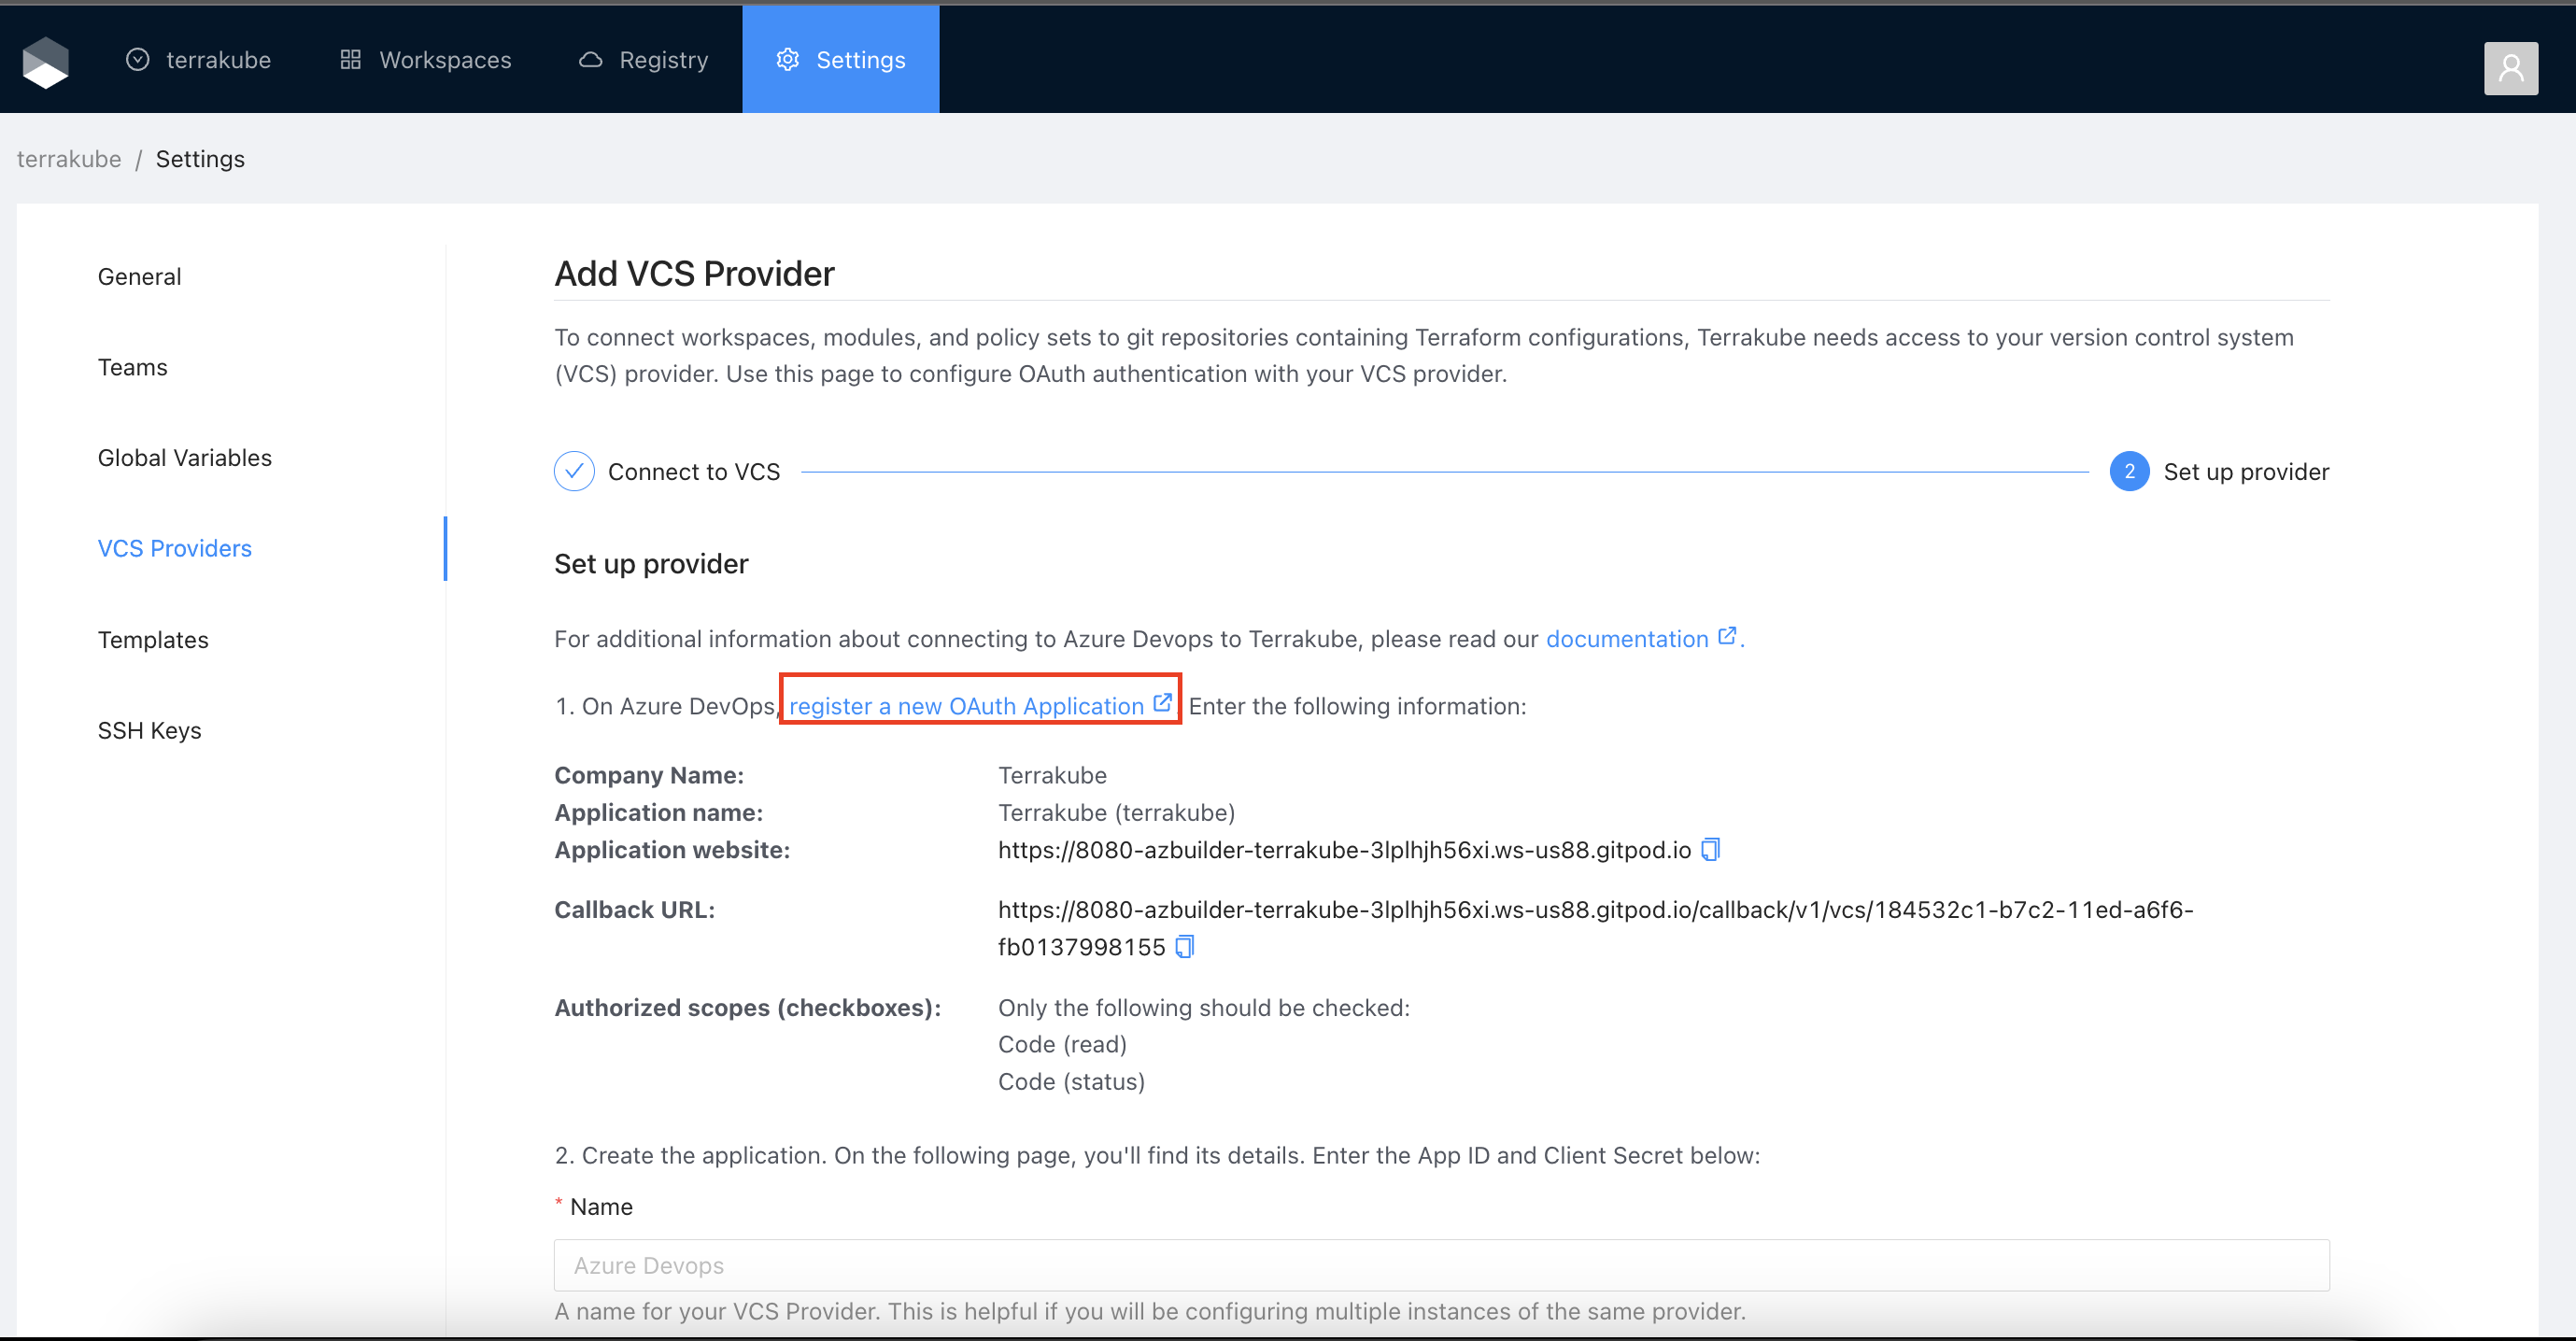 terrakube Workspaces Registry Settings
terrakube / Settings
General
Teams
Global Variables
VCS Providers
Templates
SSH Keys
Add VCS Provider
To connect workspaces, modules, and policy sets to git repositories containing Terraform configurations, Terrakube needs access to your version control system
(VCS) provider. Use this page to configure OAuth authentication with your VCS provider.
Connect to VCS
2 Set up provider
Set up provider
For additional information about connecting to Azure Devops to Terrakube, please read our documentation .
1. On Azure DevOps, register a new OAuth Application Enter the following information:
Company Name: Terrakube
Application name: Terrakube (terrakube)
Application website: https://8080-azbuilder-terrakube-3lplhjh56xi.ws-us88.gitpod.io
Callback URL: https://8080-azbuilder-terrakube-3lplhjh56xi.ws-us88.gitpod.io/callback/v1/vcs/184532c1-b7c2-11ed-a6f6-
fb0137998155
Authorized scopes (checkboxes): Only the following should be checked:
Code (read)
Code (status)
2. Create the application. On the following page, you'll find its details. Enter the App ID and Client Secret below:
* Name
Azure Devops
A name for your VCS Provider. This is helpful if you will be configuring multiple instances of the same provider.